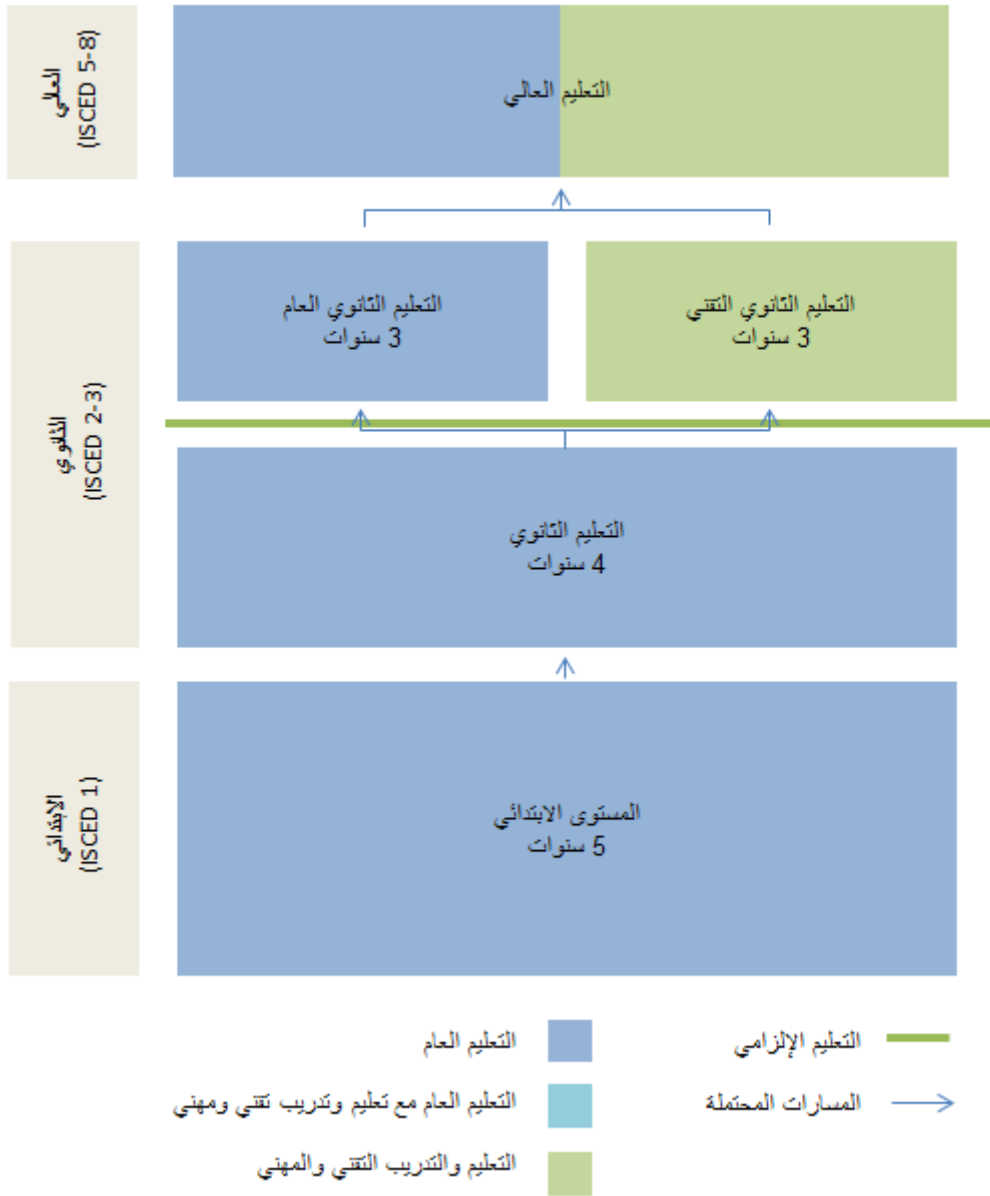 العالي
(ISCED 5-8)
التعليم العالي
الثانوي
(ISCED 2-3)
التعليم الثانوي العام
3 سنوات
التعليم الثانوي التقني
3 سنوات
التعليم الثانوي
4 سنوات
الابتدائي
(ISCED 1)
المستوى الابتدائي
5 سنوات
التعليم الإلزامي
المسارات المحتملة
التعليم العام
التعليم العام مع تعليم وتدريب تقني ومهني
التعليم والتدريب التقني والمهني